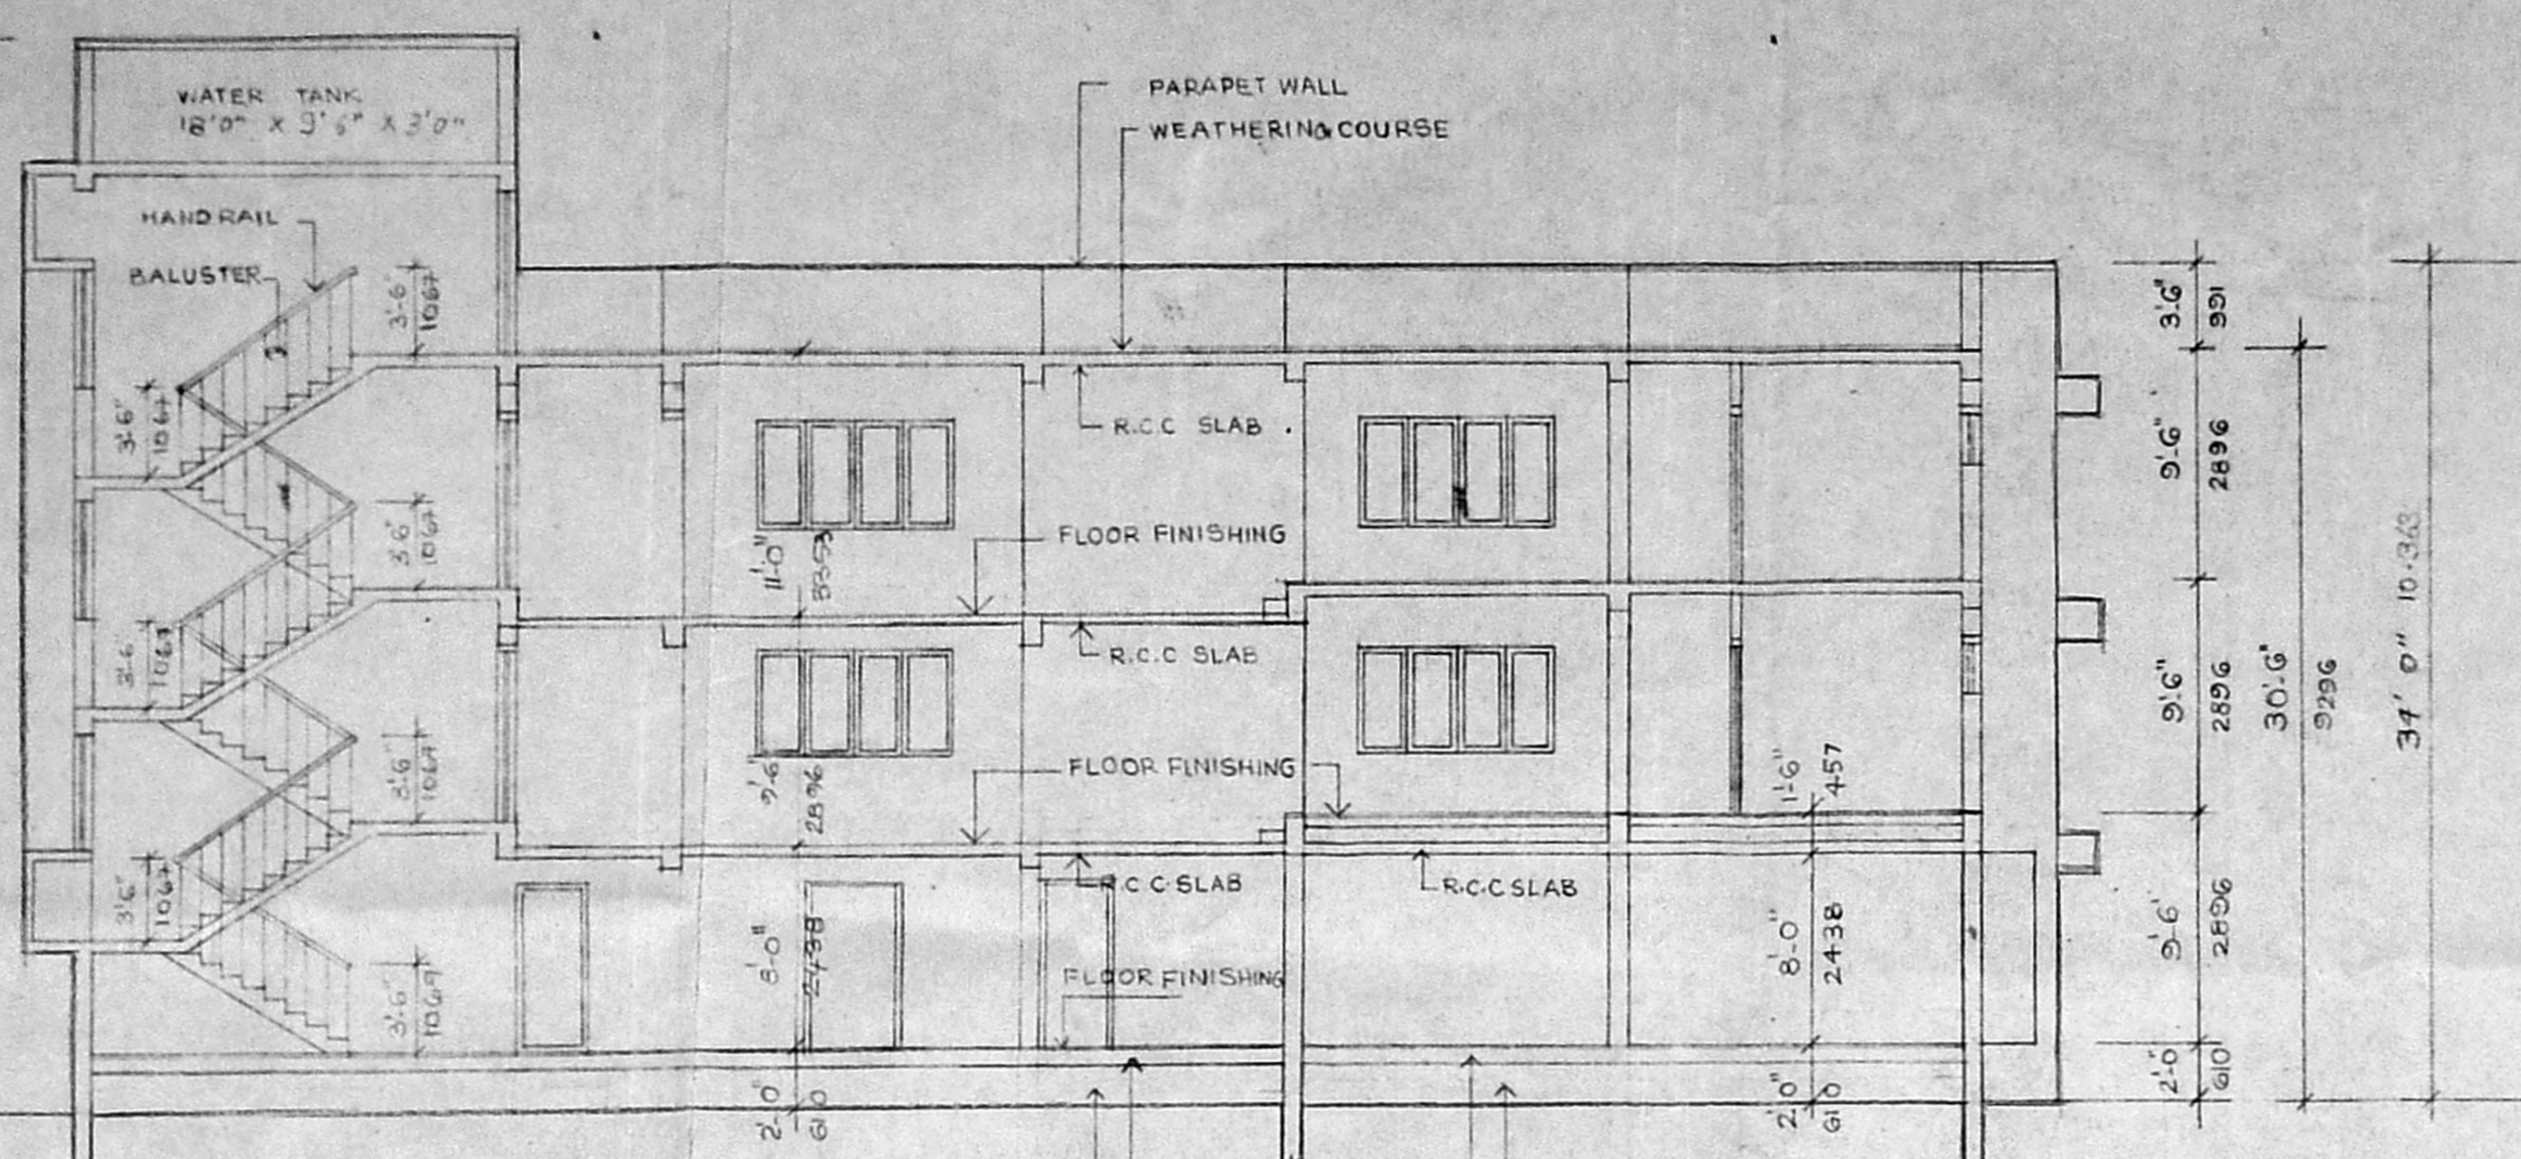 WATER TANK
18'0" X 9'6" X 3'0"
PARAPET WALL
WEATHERING COURSE
HAND RAIL
BALUSTER
3'-6"
1067
3'-6"
1067
R.C.C SLAB
3'6"
991
9'-6"
2896
11'-0"
3353
FLOOR FINISHING
3'6"
1067
3'-6"
1067
R.C.C SLAB
9'-6"
2896
30'-6"
9296
34' 0" 10.363
9'-6"
2896
FLOOR FINISHING
1'-6"
457
3'-6"
1067
3'6"
1067
R.C.C SLAB
R.C.C SLAB
8'-0"
2438
8'-0"
2438
9'-6'
2896
FLOOR FINISHING
3'-6"
1067
2'-0"
610
2'-0"
610
2'-0"
610